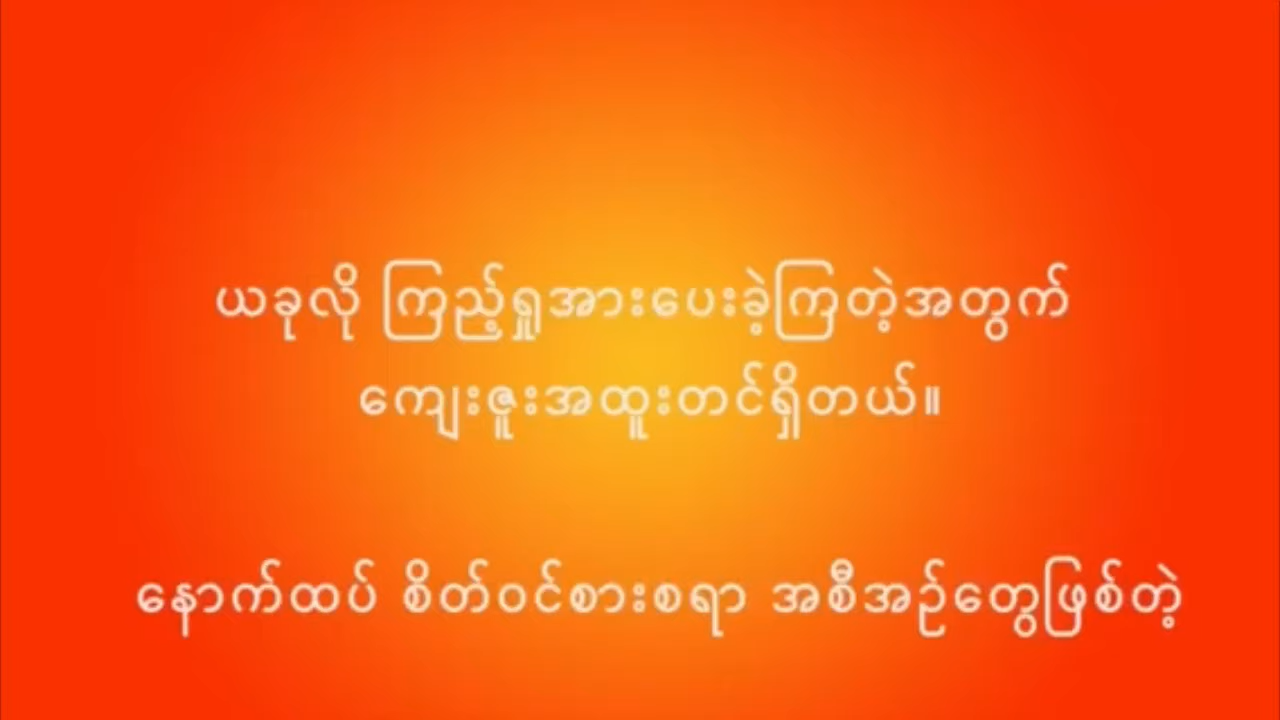 ယခုလို ကြည့်ရှုအားပေးခဲ့ကြတဲ့အတွက်
ကျေးဇူးအထူးတင်ရှိတယ်။
နောက်ထပ် စိတ်ဝင်စားစရာ အစီအဉ်တွေဖြစ်တဲ့